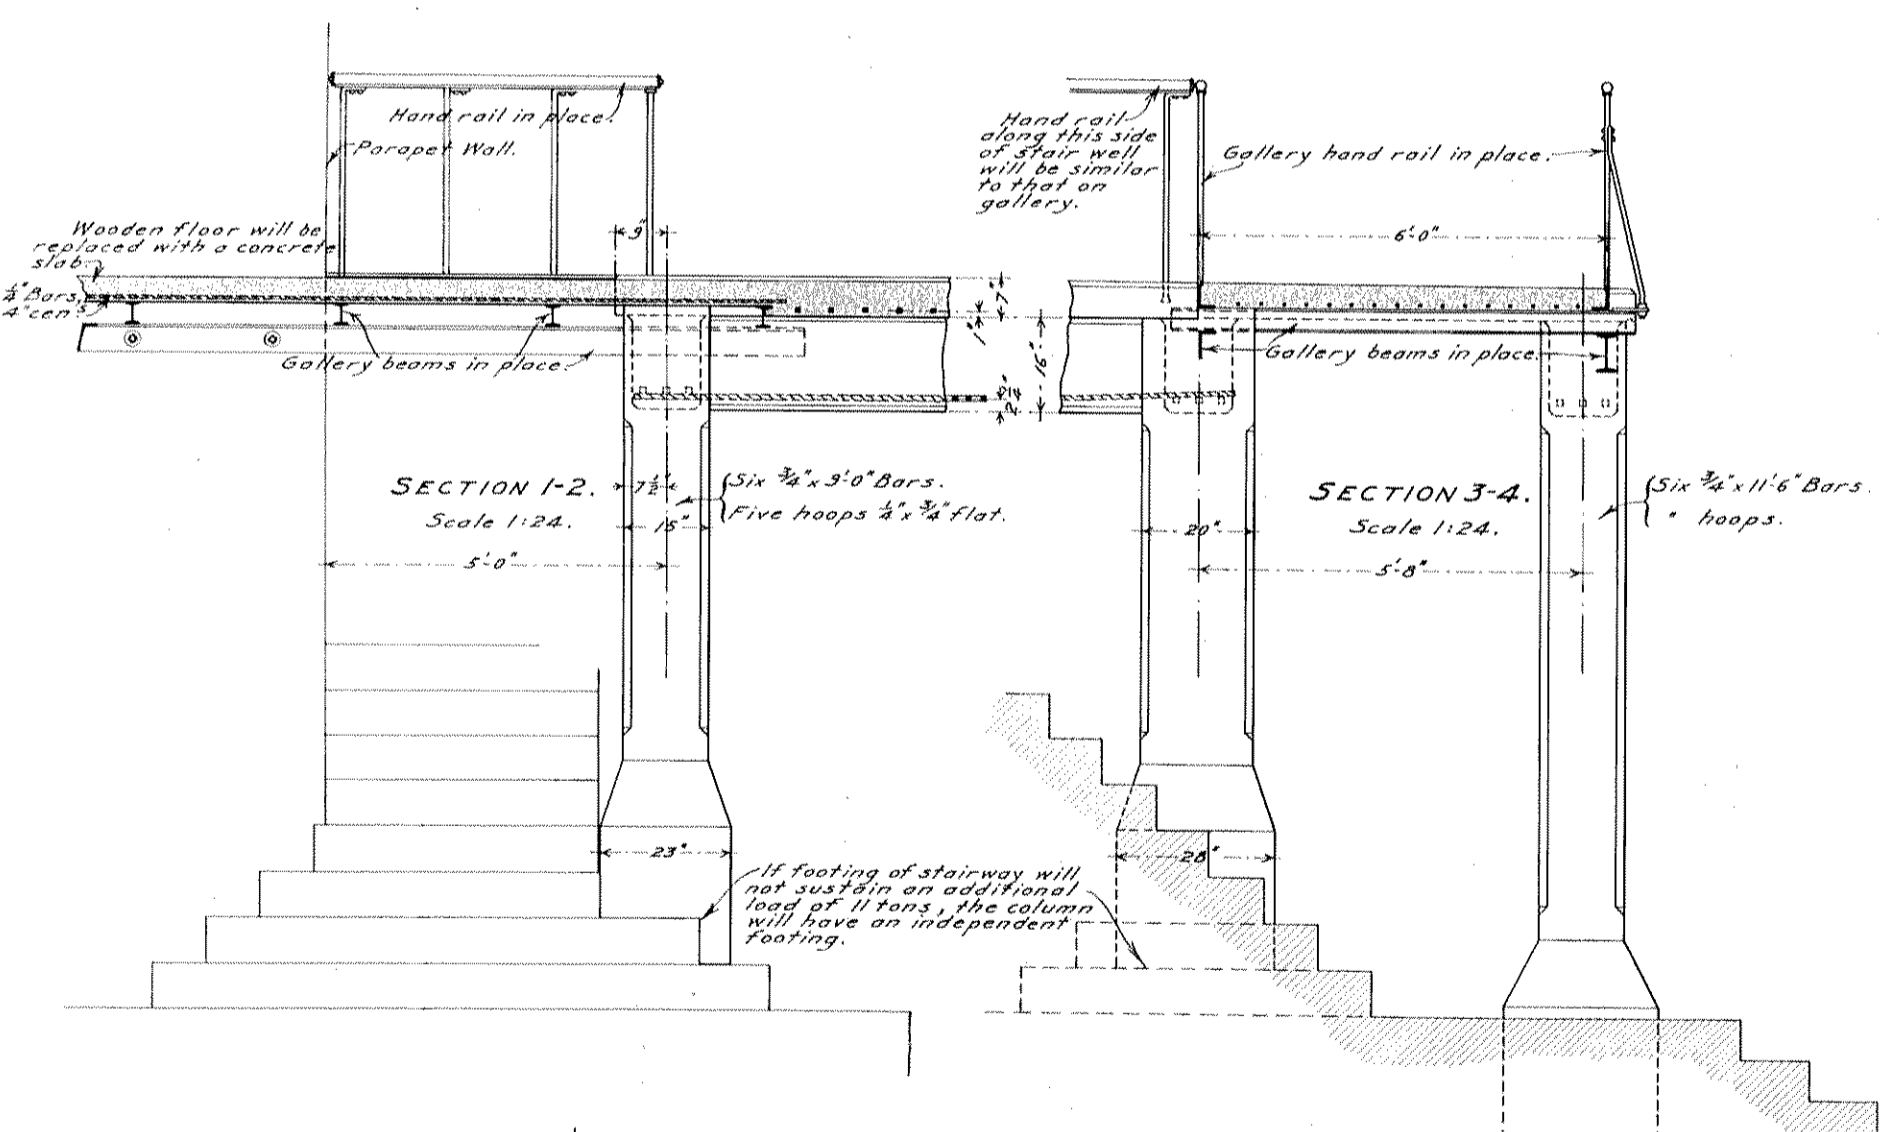 Hand rail in place.
Parapet Wall.
Wooden floor will be
replaced with a concrete
slab.
¼" Bars,
4" cen's
9"
7"
1"
16"
2¼"
Gallery beams in place.
SECTION 1-2.
Scale 1:24.
7½"
15"
Six ¾" x 9'-0" Bars.
Five hoops ¼" x ¾" flat.
5'-0"
23"
If footing of stairway will
not sustain an additional
load of 11 tons, the column
will have an independent
footing.
Hand rail
along this side
of stair well
will be similar
to that on
gallery.
Gallery hand rail in place.
6'-0"
Gallery beams in place.
SECTION 3-4.
Scale 1:24.
20"
5'-8"
Six ¾" x 11'-6" Bars.
" hoops.
28"